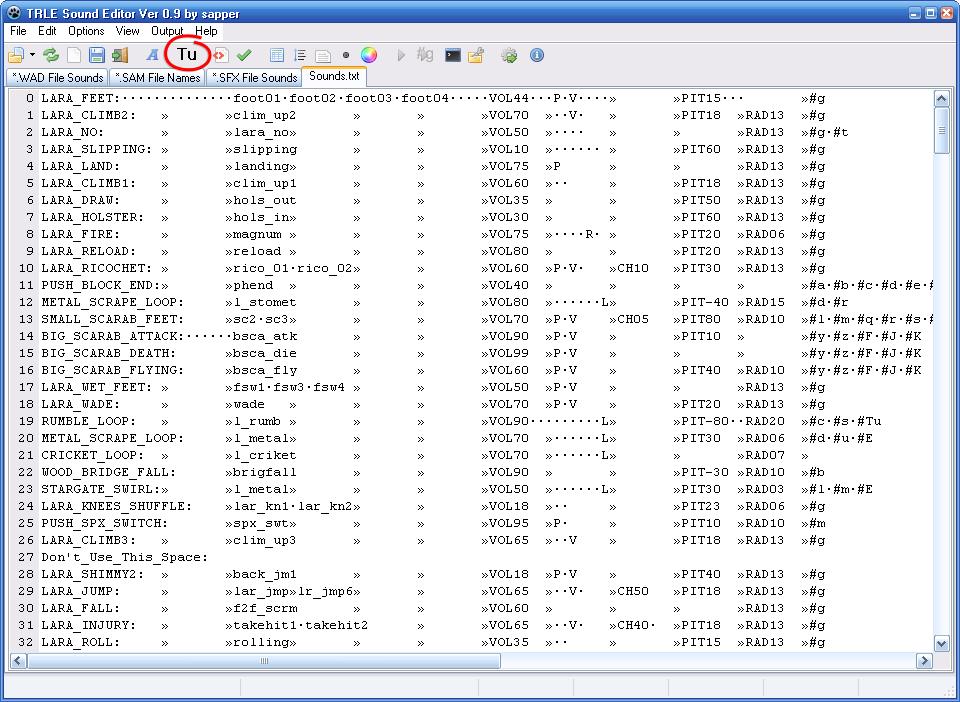 TRLE Sound Editor Ver 0.9 by sapper
File Edit Options View Output Help
A Tu #g
*.WAD File Sounds *.SAM File Names *.SFX File Sounds Sounds.txt
0 LARA_FEET:··············foot01·foot02·foot03·foot04·····VOL44···P·V····» »PIT15··· »#g
1 LARA_CLIMB2: » »clim_up2 » » »VOL70 »··V· »PIT18 »RAD13 »#g
2 LARA_NO: » »lara_no» » »VOL50 »···· » » »RAD13 »#g·#t
3 LARA_SLIPPING: » »slipping » » »VOL10 »······ » »PIT60 »RAD13 »#g
4 LARA_LAND: » »landing» » »VOL75 »P » » »RAD13 »#g
5 LARA_CLIMB1: » »clim_up1 » » »VOL60 »·· » »PIT18 »RAD13 »#g
6 LARA_DRAW: » »hols_out » » »VOL35 » » »PIT50 »RAD13 »#g
7 LARA_HOLSTER: » »hols_in» » »VOL30 » » »PIT60 »RAD13 »#g
8 LARA_FIRE: » »magnum » » » »VOL75 »····R· » »PIT20 »RAD06 »#g
9 LARA_RELOAD: » »reload » » » »VOL80 » » »PIT20 »RAD13 »#g
10 LARA_RICOCHET: » »rico_01·rico_02» » »VOL60 »P·V· »CH10 »PIT30 »RAD13 »#g
11 PUSH_BLOCK_END:» »phend » » » »VOL40 » » » » »#a·#b·#c·#d·#e·#
12 METAL_SCRAPE_LOOP: »l_stomet » » »VOL80 »······L» »PIT-40 »RAD15 »#d·#r
13 SMALL_SCARAB_FEET: »sc2·sc3» » » »VOL70 »P·V »CH05 »PIT80 »RAD10 »#l·#m·#q·#r·#s·#
14 BIG_SCARAB_ATTACK:······bsca_atk » » »VOL90 »P·V » »PIT10 » »#y·#z·#F·#J·#K
15 BIG_SCARAB_DEATH: »bsca_die » » »VOL99 »P·V » » » »#y·#z·#F·#J·#K
16 BIG_SCARAB_FLYING: »bsca_fly » » »VOL60 »P·V » »PIT40 »RAD10 »#y·#z·#F·#J·#K
17 LARA_WET_FEET: » »fsw1·fsw3·fsw4 » » »VOL50 »P·V » » »RAD13 »#g
18 LARA_WADE: » »wade » » » »VOL70 »P·V » »PIT20 »RAD13 »#g
19 RUMBLE_LOOP: » »l_rumb » » » »VOL90·········L» »PIT-80··RAD20 »#c·#s·#Tu
20 METAL_SCRAPE_LOOP: »l_metal» » » »VOL70 »······L» »PIT30 »RAD06 »#d·#u·#E
21 CRICKET_LOOP: » »l_criket » » »VOL70 »······L» » »RAD07 »
22 WOOD_BRIDGE_FALL: »brigfall » » »VOL90 » » »PIT-30 »RAD10 »#b
23 STARGATE_SWIRL:» »l_metal» » » »VOL50 »······L» »PIT30 »RAD03 »#l·#m·#E
24 LARA_KNEES_SHUFFLE: »lar_kn1·lar_kn2» » »VOL18 »·· » »PIT23 »RAD06 »#g
25 PUSH_SPX_SWITCH: »spx_swt» » » »VOL95 »P· » »PIT10 »RAD10 »#m
26 LARA_CLIMB3: » »clim_up3 » » »VOL65 »··V » »PIT18 »RAD13 »#g
27 Don't_Use_This_Space:
28 LARA_SHIMMY2: » »back_jm1 » » »VOL18 »P·V » »PIT40 »RAD13 »#g
29 LARA_JUMP: » »lar_jmp»lr_jmp6» » »VOL65 »··V· »CH50 »PIT18 »RAD13 »#g
30 LARA_FALL: » »f2f_scrm » » »VOL60 » » » »RAD13 »#g
31 LARA_INJURY: » »takehit1·takehit2 » »VOL65 »··V· »CH40· »PIT18 »RAD13 »#g
32 LARA_ROLL: » »rolling» » » »VOL35 »·· » »PIT15 »RAD13 »#g